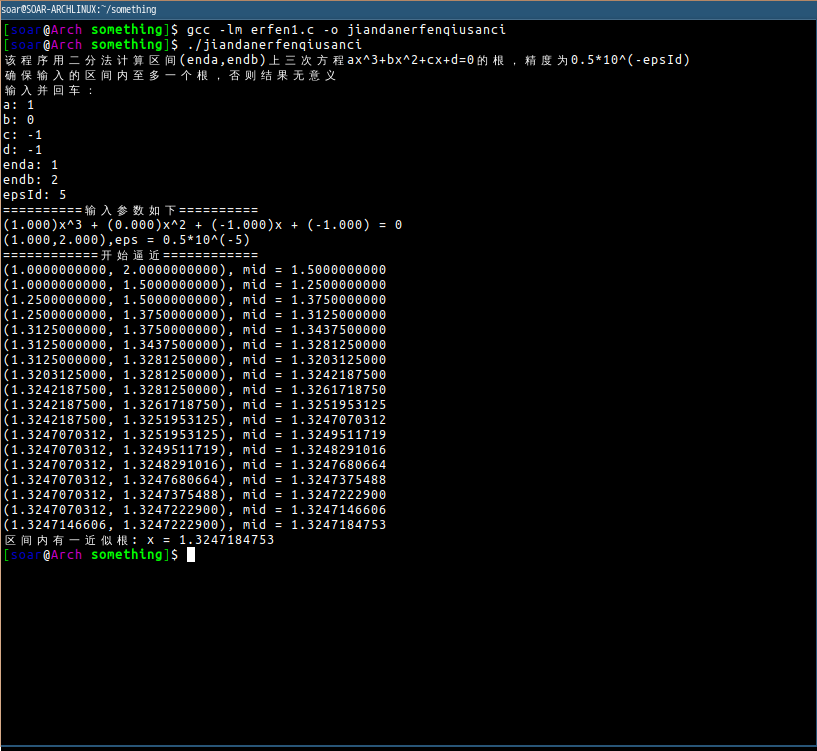 soar@SOAR-ARCHLINUX:~/something
[soar@Arch something]$ gcc -lm erfen1.c -o jiandanerfenqiusanci
[soar@Arch something]$ ./jiandanerfenqiusanci
该程序用二分法计算区间(enda,endb)上三次方程ax^3+bx^2+cx+d=0的根，精度为0.5*10^(-epsId)
确保输入的区间内至多一个根，否则结果无意义
输入并回车：
a: 1
b: 0
c: -1
d: -1
enda: 1
endb: 2
epsId: 5
==========输入参数如下==========
(1.000)x^3 + (0.000)x^2 + (-1.000)x + (-1.000) = 0
(1.000,2.000),eps = 0.5*10^(-5)
============开始逼近============
(1.0000000000, 2.0000000000), mid = 1.5000000000
(1.0000000000, 1.5000000000), mid = 1.2500000000
(1.2500000000, 1.5000000000), mid = 1.3750000000
(1.2500000000, 1.3750000000), mid = 1.3125000000
(1.3125000000, 1.3750000000), mid = 1.3437500000
(1.3125000000, 1.3437500000), mid = 1.3281250000
(1.3125000000, 1.3281250000), mid = 1.3203125000
(1.3203125000, 1.3281250000), mid = 1.3242187500
(1.3242187500, 1.3281250000), mid = 1.3261718750
(1.3242187500, 1.3261718750), mid = 1.3251953125
(1.3242187500, 1.3251953125), mid = 1.3247070312
(1.3247070312, 1.3251953125), mid = 1.3249511719
(1.3247070312, 1.3249511719), mid = 1.3248291016
(1.3247070312, 1.3248291016), mid = 1.3247680664
(1.3247070312, 1.3247680664), mid = 1.3247375488
(1.3247070312, 1.3247375488), mid = 1.3247222900
(1.3247070312, 1.3247222900), mid = 1.3247146606
(1.3247146606, 1.3247222900), mid = 1.3247184753
区间内有一近似根: x = 1.3247184753
[soar@Arch something]$